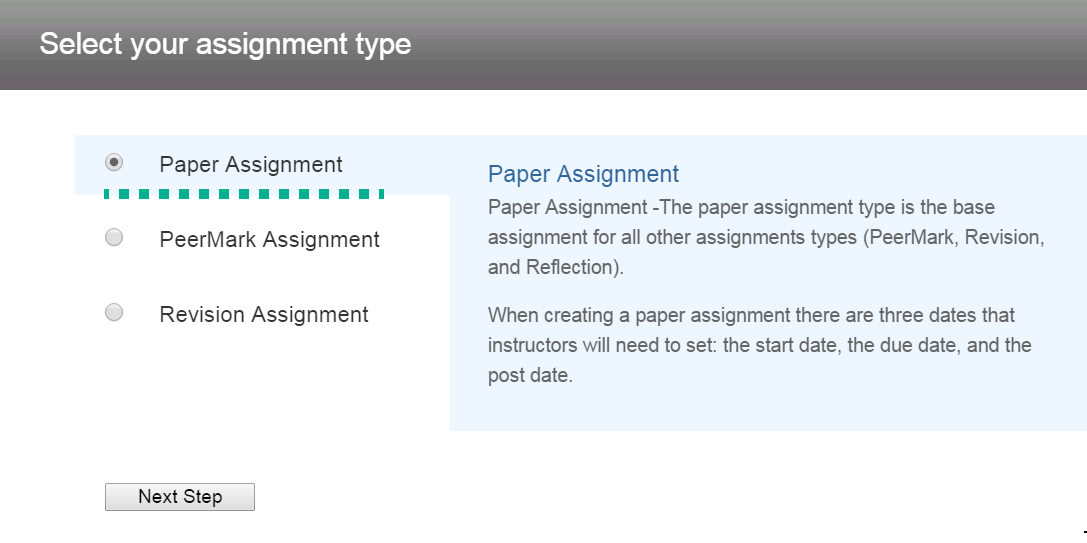 Select your assignment type
Paper Assignment
PeerMark Assignment
Revision Assignment
Paper Assignment
Paper Assignment -The paper assignment type is the base
assignment for all other assignments types (PeerMark, Revision,
and Reflection).
When creating a paper assignment there are three dates that
instructors will need to set: the start date, the due date, and the
post date.
Next Step